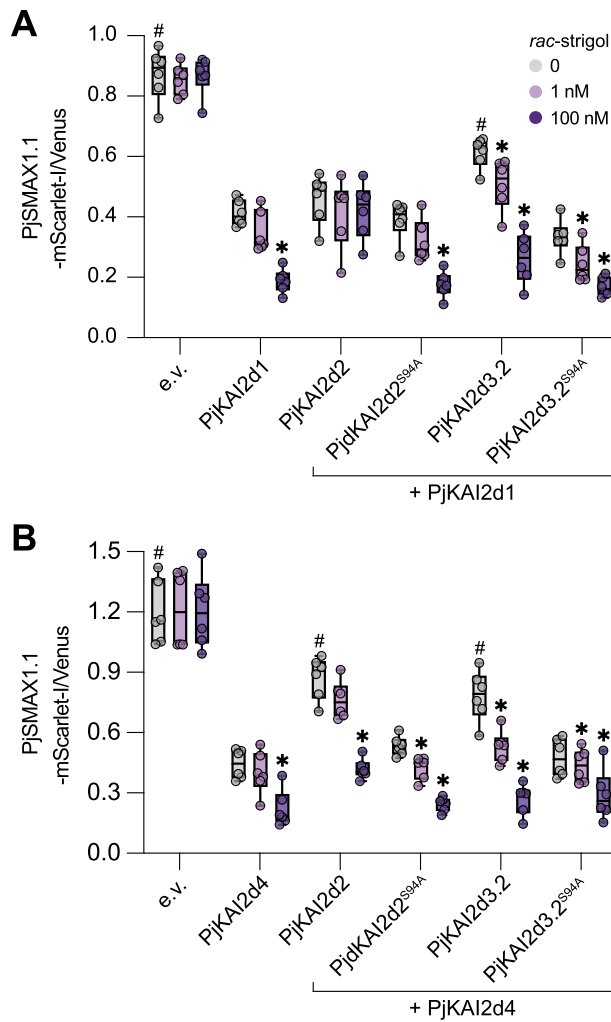 A
rac-strigol
0
1 nM
100 nM
PjSMAX1.1
-mScarlet-I/Venus
1.0
0.8
0.6
0.4
0.2
0.0
#
*
#
*
*
*
*
*
e.v.
PjKAI2d1
PjKAI2d2
PjdKAI2d2S94A
PjKAI2d3.2
PjKAI2d3.2S94A
+ PjKAI2d1
B
PjSMAX1.1
-mScarlet-I/Venus
1.5
1.2
0.9
0.6
0.3
0.0
#
*
#
*
*
*
#
*
*
*
*
e.v.
PjKAI2d4
PjKAI2d2
PjdKAI2d2S94A
PjKAI2d3.2
PjKAI2d3.2S94A
+ PjKAI2d4